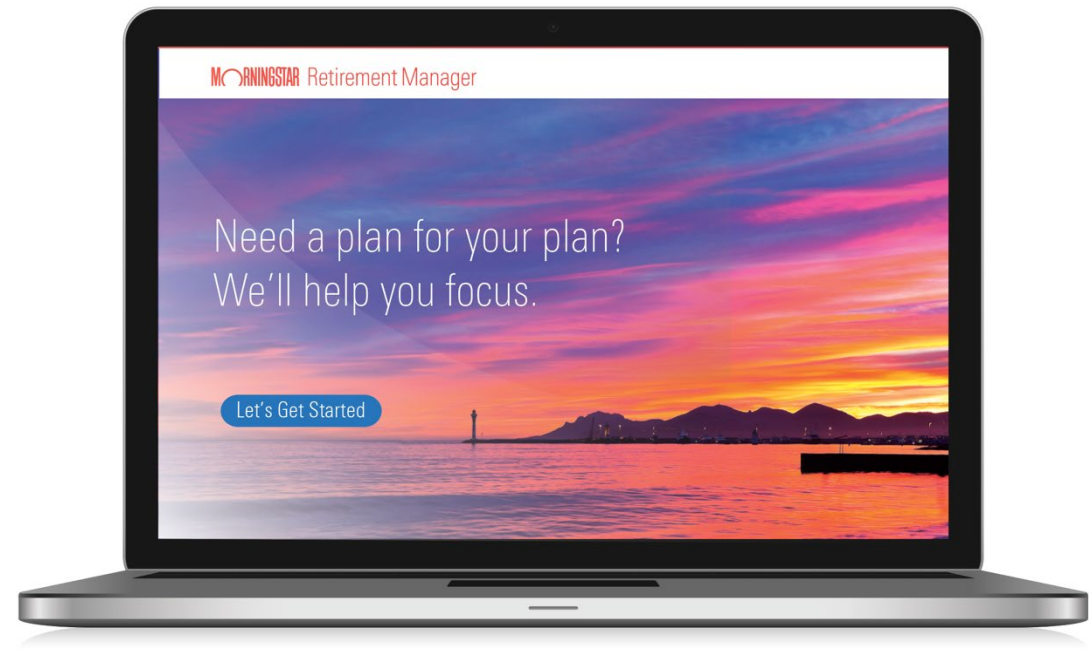 MORNINGSTAR Retirement Manager
Need a plan for your plan?
We'll help you focus.
Let's Get Started